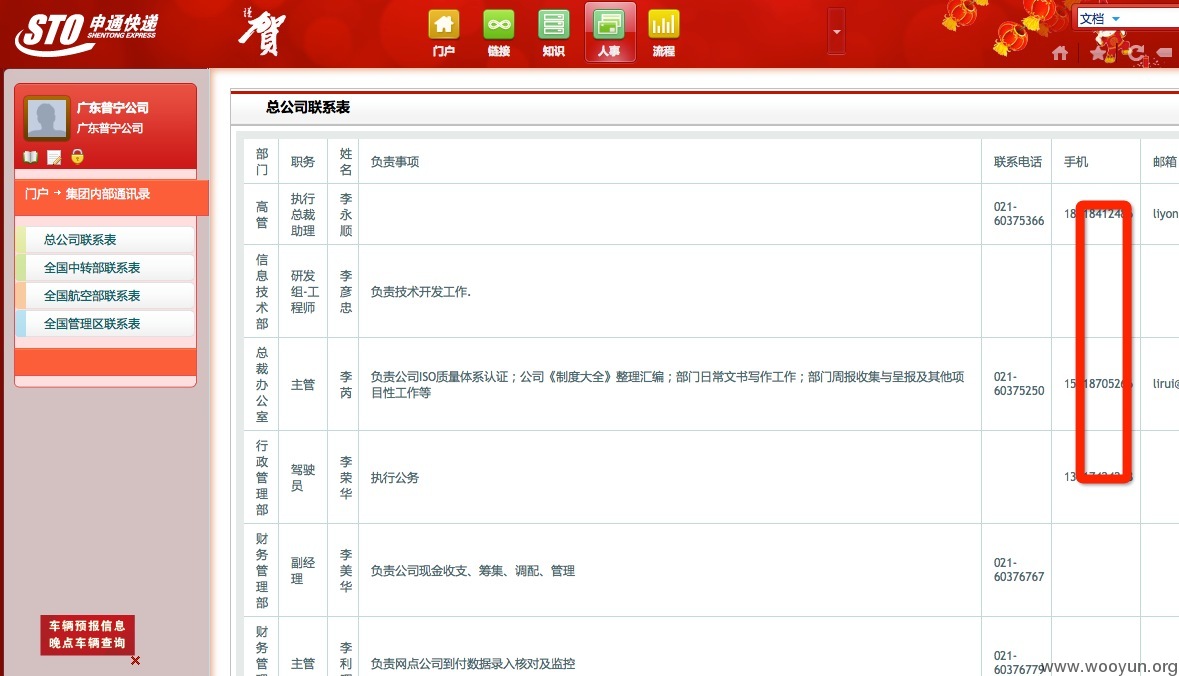 STO 申通快递
SHENTONG EXPRESS
谨
贺
门户
链接
知识
人事
流程
文档
广东普宁公司
广东普宁公司
门户 → 集团内部通讯录
总公司联系表
全国中转部联系表
全国航空部联系表
全国管理区联系表
车辆预报信息
晚点车辆查询
总公司联系表
部门 职务 姓名 负责事项 联系电话 手机 邮箱
高管 执行总裁助理 李永顺 021-60375366 liyon
信息技术部 研发组-工程师 李彦忠 负责技术开发工作.
总裁办公室 主管 李芮 负责公司ISO质量体系认证；公司《制度大全》整理汇编；部门日常文书写作工作；部门周报收集与呈报及其他项
目性工作等 021-60375250 lirui@
行政管理部 驾驶员 李荣华 执行公务
财务管理部 副经理 李美华 负责公司现金收支、筹集、调配、管理 021-60376767
财务管 主管 李利 负责网点公司到付数据录入核对及监控 021-60376779
www.wooyun.org